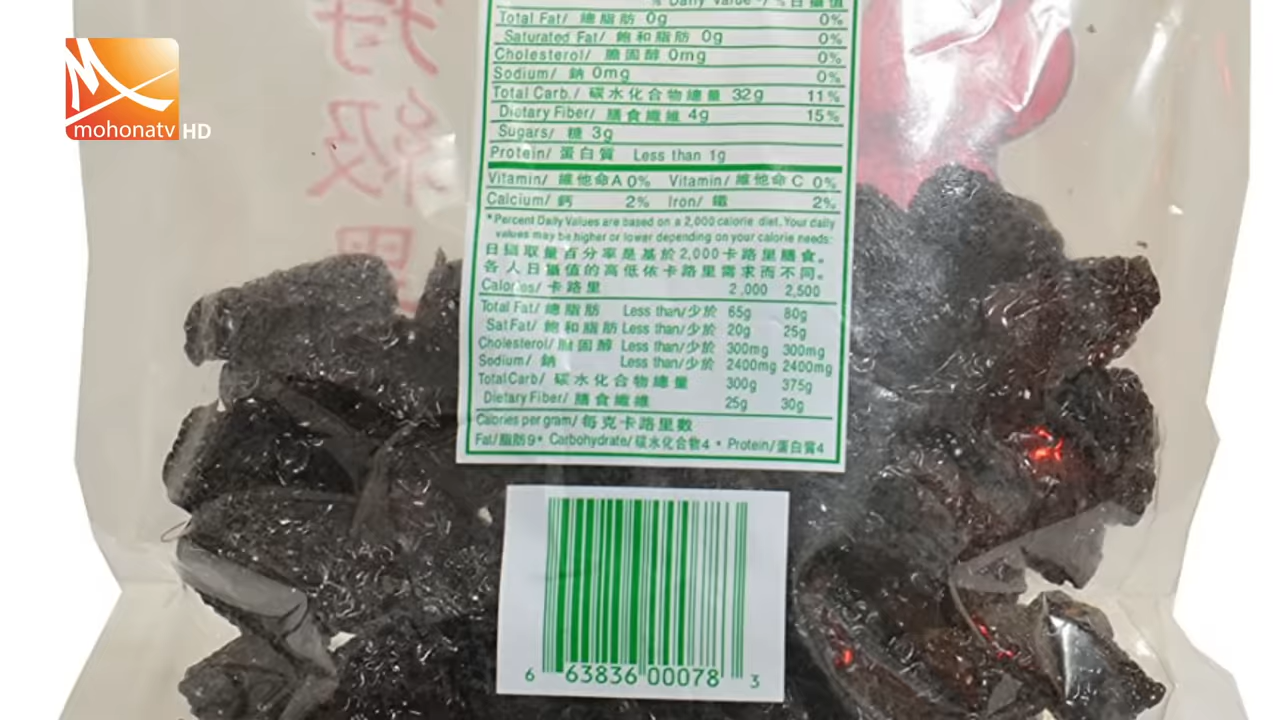 mohonatv HD
% Daily Value
Total Fat/ 總脂肪 0g 0%
Saturated Fat/ 飽和脂肪 0g 0%
Cholesterol/ 膽固醇 0mg 0%
Sodium/ 鈉 0mg 0%
Total Carb./ 碳水化合物總量 32g 11%
Dietary Fiber/ 膳食纖維 4g 15%
Sugars/ 糖 3g
Protein/ 蛋白質 Less than 1g
Vitamin/ 維他命A 0% Vitamin/ 維他命C 0%
Calcium/ 鈣 2% Iron/ 鐵 2%
*Percent Daily Values are based on a 2,000 calorie diet. Your daily
values may be higher or lower depending on your calorie needs:
日攝取量百分率是基於2,000卡路里膳食。
各人日攝值的高低依卡路里需求而不同。
Calories/ 卡路里 2,000 2,500
Total Fat/ 總脂肪 Less than/少於 65g 80g
Sat Fat/ 飽和脂肪 Less than/少於 20g 25g
Cholesterol/ 膽固醇 Less than/少於 300mg 300mg
Sodium/ 鈉 Less than/少於 2400mg 2400mg
Total Carb/ 碳水化合物總量 300g 375g
Dietary Fiber/ 膳食纖維 25g 30g
Calories per gram/ 每克卡路里數
Fat/脂肪9* Carbohydrate/碳水化合物4 * Protein/蛋白質4
6 63836 00078 3